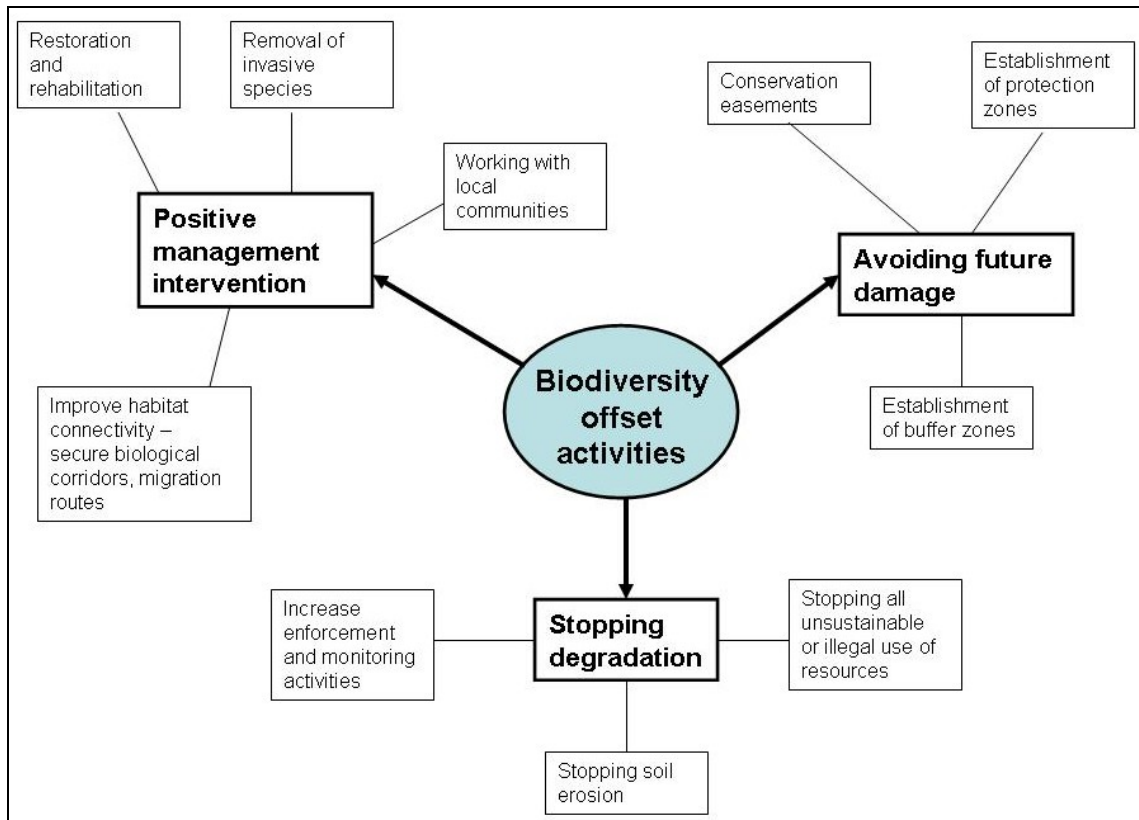 Restoration
and
rehabilitation
Removal of
invasive
species
Working with
local
communities
Positive
management
intervention
Improve habitat
connectivity –
secure biological
corridors, migration
routes
Conservation
easements
Establishment
of protection
zones
Avoiding future
damage
Establishment
of buffer zones
Biodiversity
offset
activities
Increase
enforcement
and monitoring
activities
Stopping
degradation
Stopping all
unsustainable
or illegal use of
resources
Stopping soil
erosion